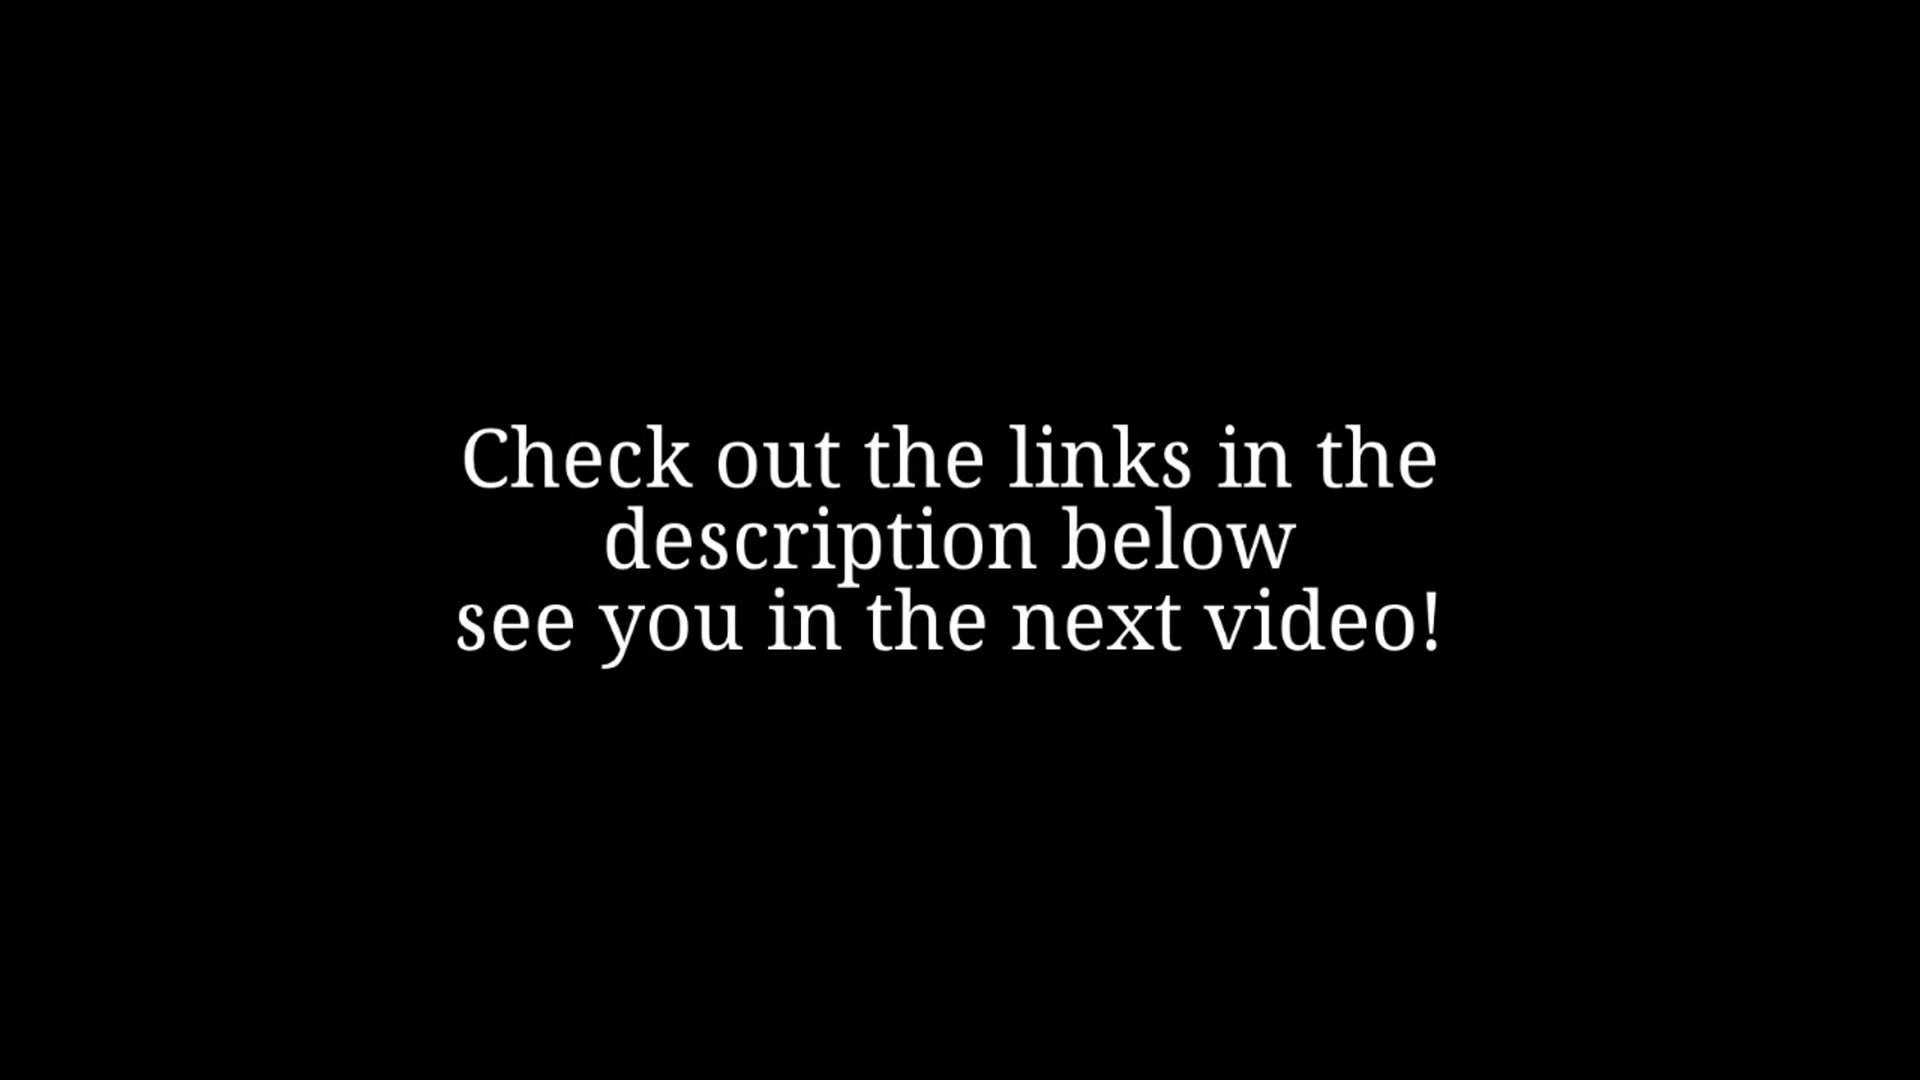 Check out the links in the
description below
see you in the next video!